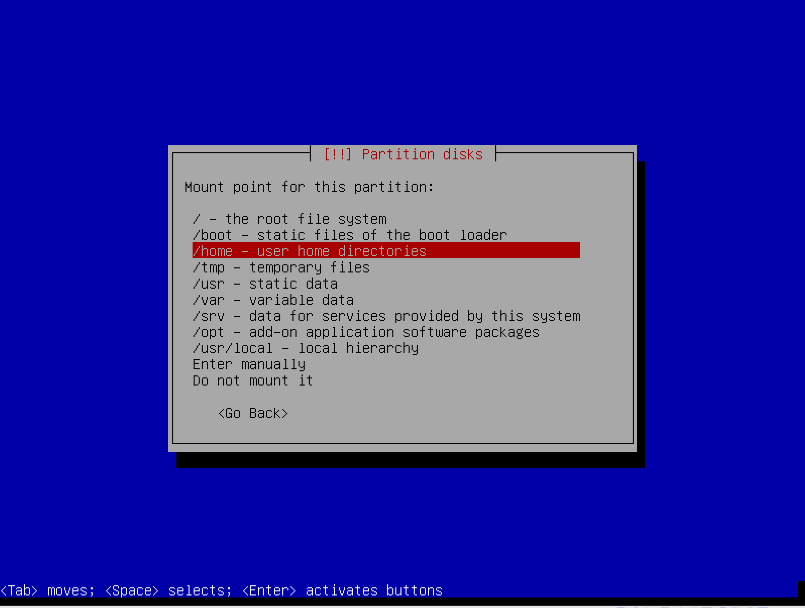 [!!] Partition disks
Mount point for this partition:
/ - the root file system
/boot - static files of the boot loader
/home - user home directories
/tmp - temporary files
/usr - static data
/var - variable data
/srv - data for services provided by this system
/opt - add-on application software packages
/usr/local - local hierarchy
Enter manually
Do not mount it
<Go Back>
<Tab> moves; <Space> selects; <Enter> activates buttons